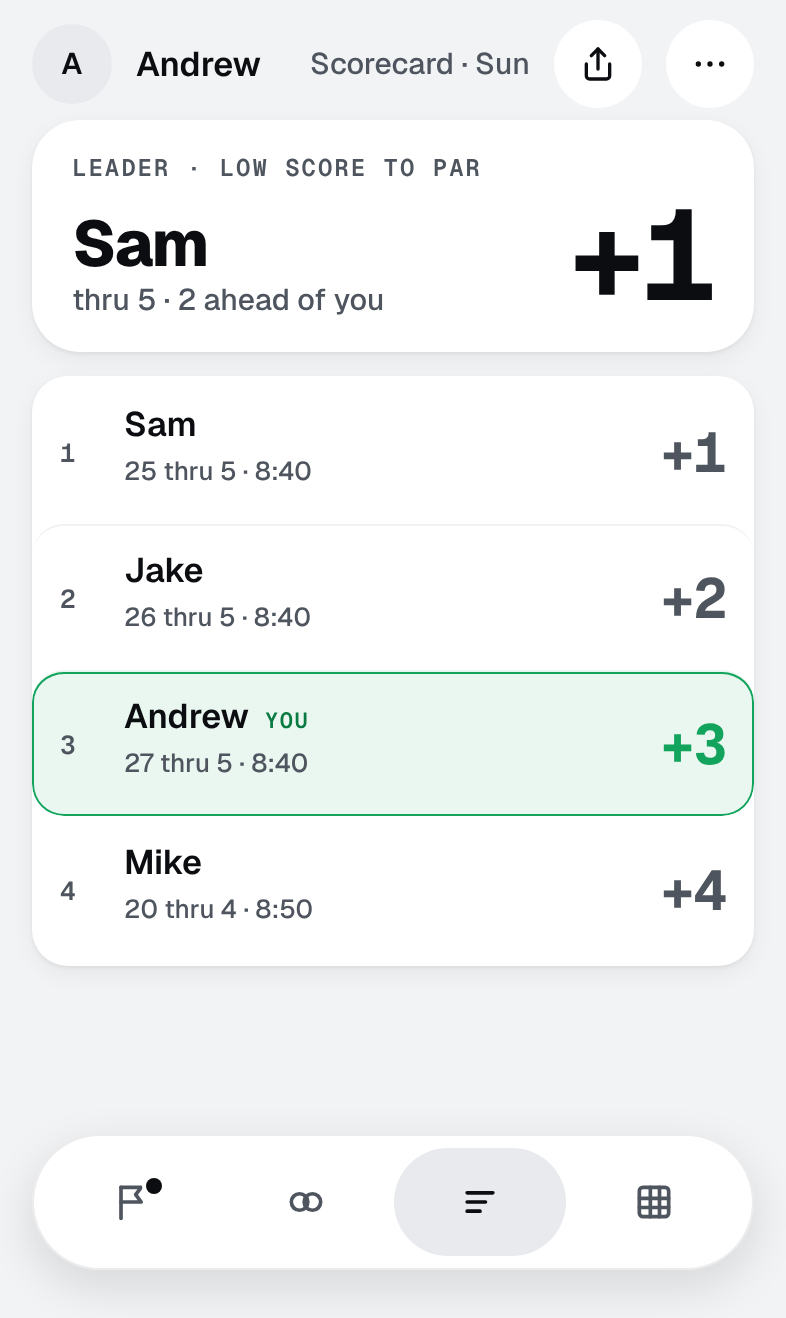 A Andrew Scorecard · Sun
LEADER · LOW SCORE TO PAR
Sam
+1
thru 5 · 2 ahead of you
1 Sam +1
25 thru 5 · 8:40
2 Jake +2
26 thru 5 · 8:40
3 Andrew YOU +3
27 thru 5 · 8:40
4 Mike +4
20 thru 4 · 8:50